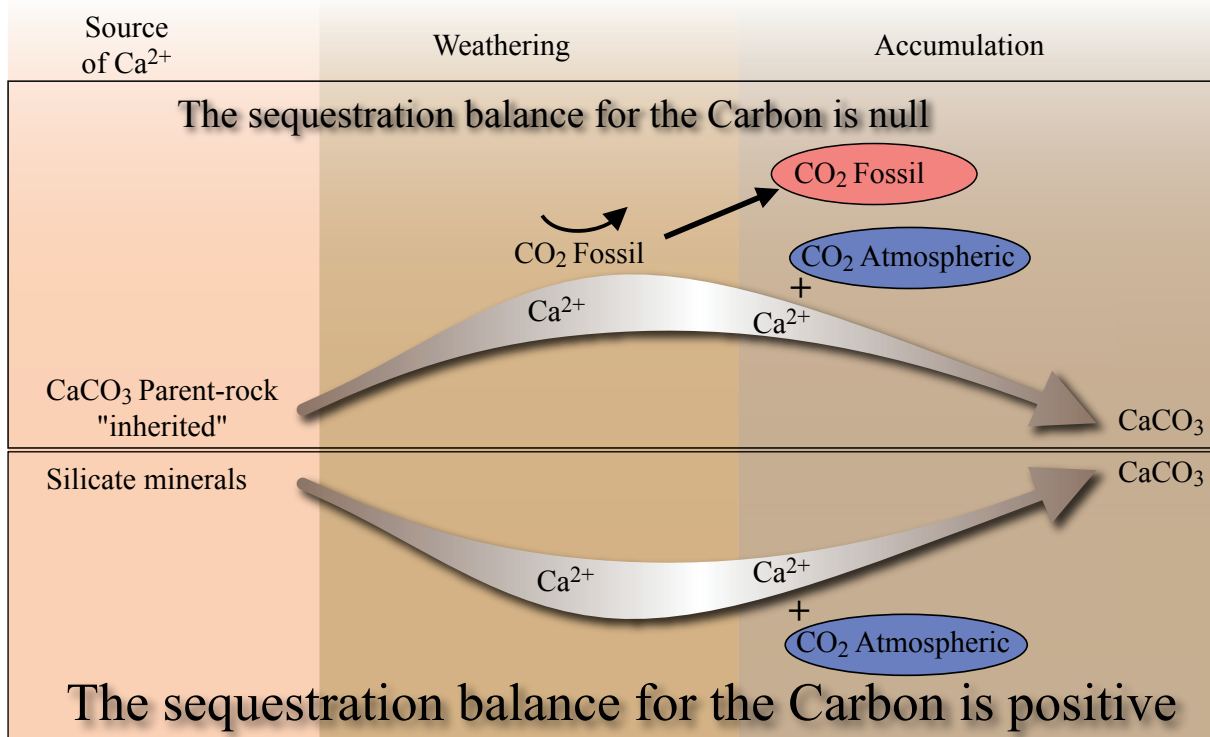 Source
of Ca²⁺
Weathering
Accumulation
The sequestration balance for the Carbon is null
CO₂ Fossil
CO₂ Atmospheric
CO₂ Fossil
+
Ca²⁺
Ca²⁺
CaCO₃ Parent-rock
"inherited"
CaCO₃
Silicate minerals
CaCO₃
Ca²⁺
Ca²⁺
+
CO₂ Atmospheric
The sequestration balance for the Carbon is positive